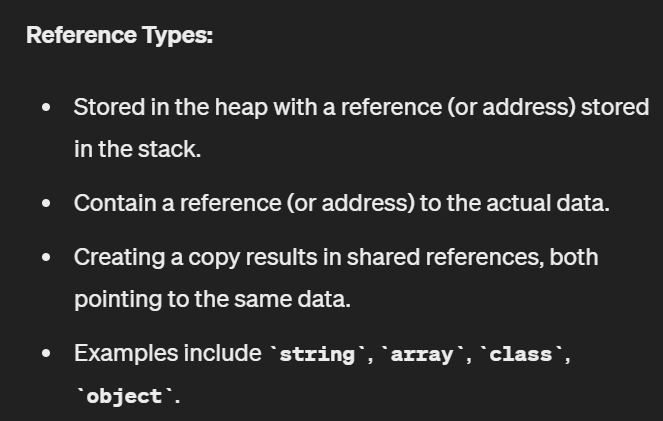 Reference Types:
• Stored in the heap with a reference (or address) stored
in the stack.
• Contain a reference (or address) to the actual data.
• Creating a copy results in shared references, both
pointing to the same data.
• Examples include `string`, `array`, `class`,
`object`.